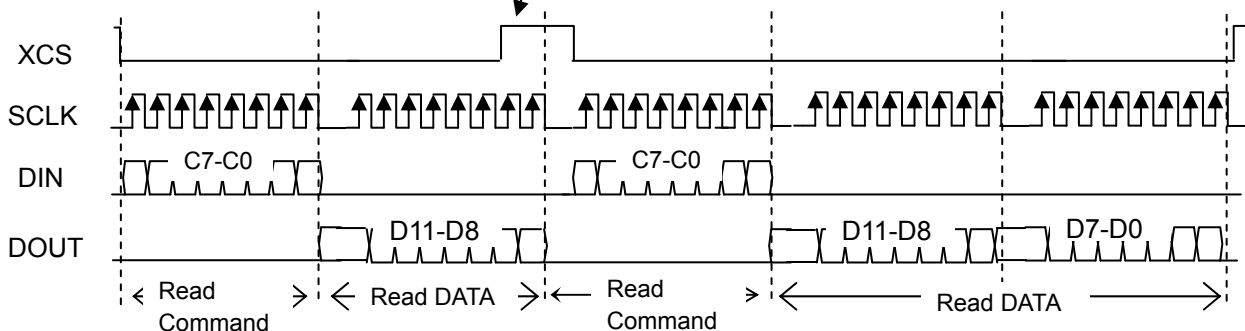 XCS
SCLK
DIN
C7-C0
C7-C0
DOUT
D11-D8
D11-D8
D7-D0
Read
Command
Read DATA
Read
Command
Read DATA